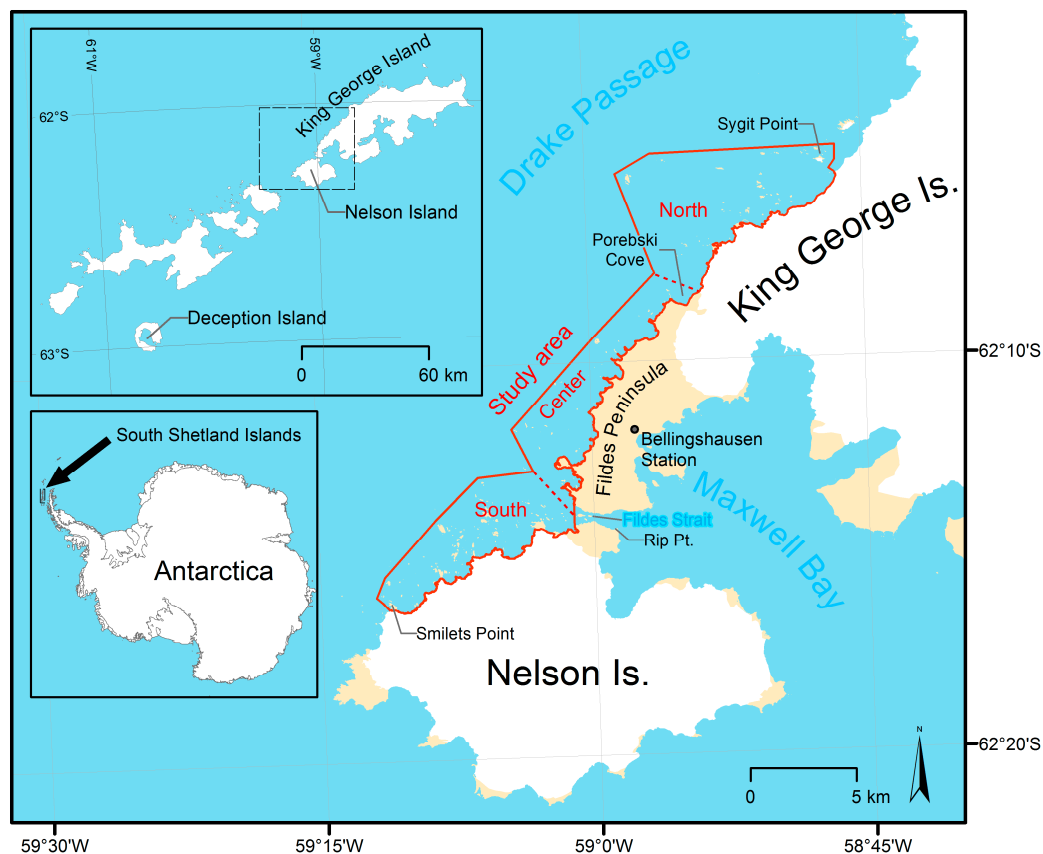 61°W
59°W
King George Island
62°S
Nelson Island
Deception Island
63°S
0 60 km
South Shetland Islands
Antarctica
Drake Passage
Sygit Point
North
Porebski
Cove
King George Is.
Study area
Center
Fildes Peninsula
Bellingshausen
Station
Maxwell Bay
South
Fildes Strait
Rip Pt.
Smilets Point
Nelson Is.
62°10'S
62°20'S
N
0 5 km
59°30'W
59°15'W
59°0'W
58°45'W